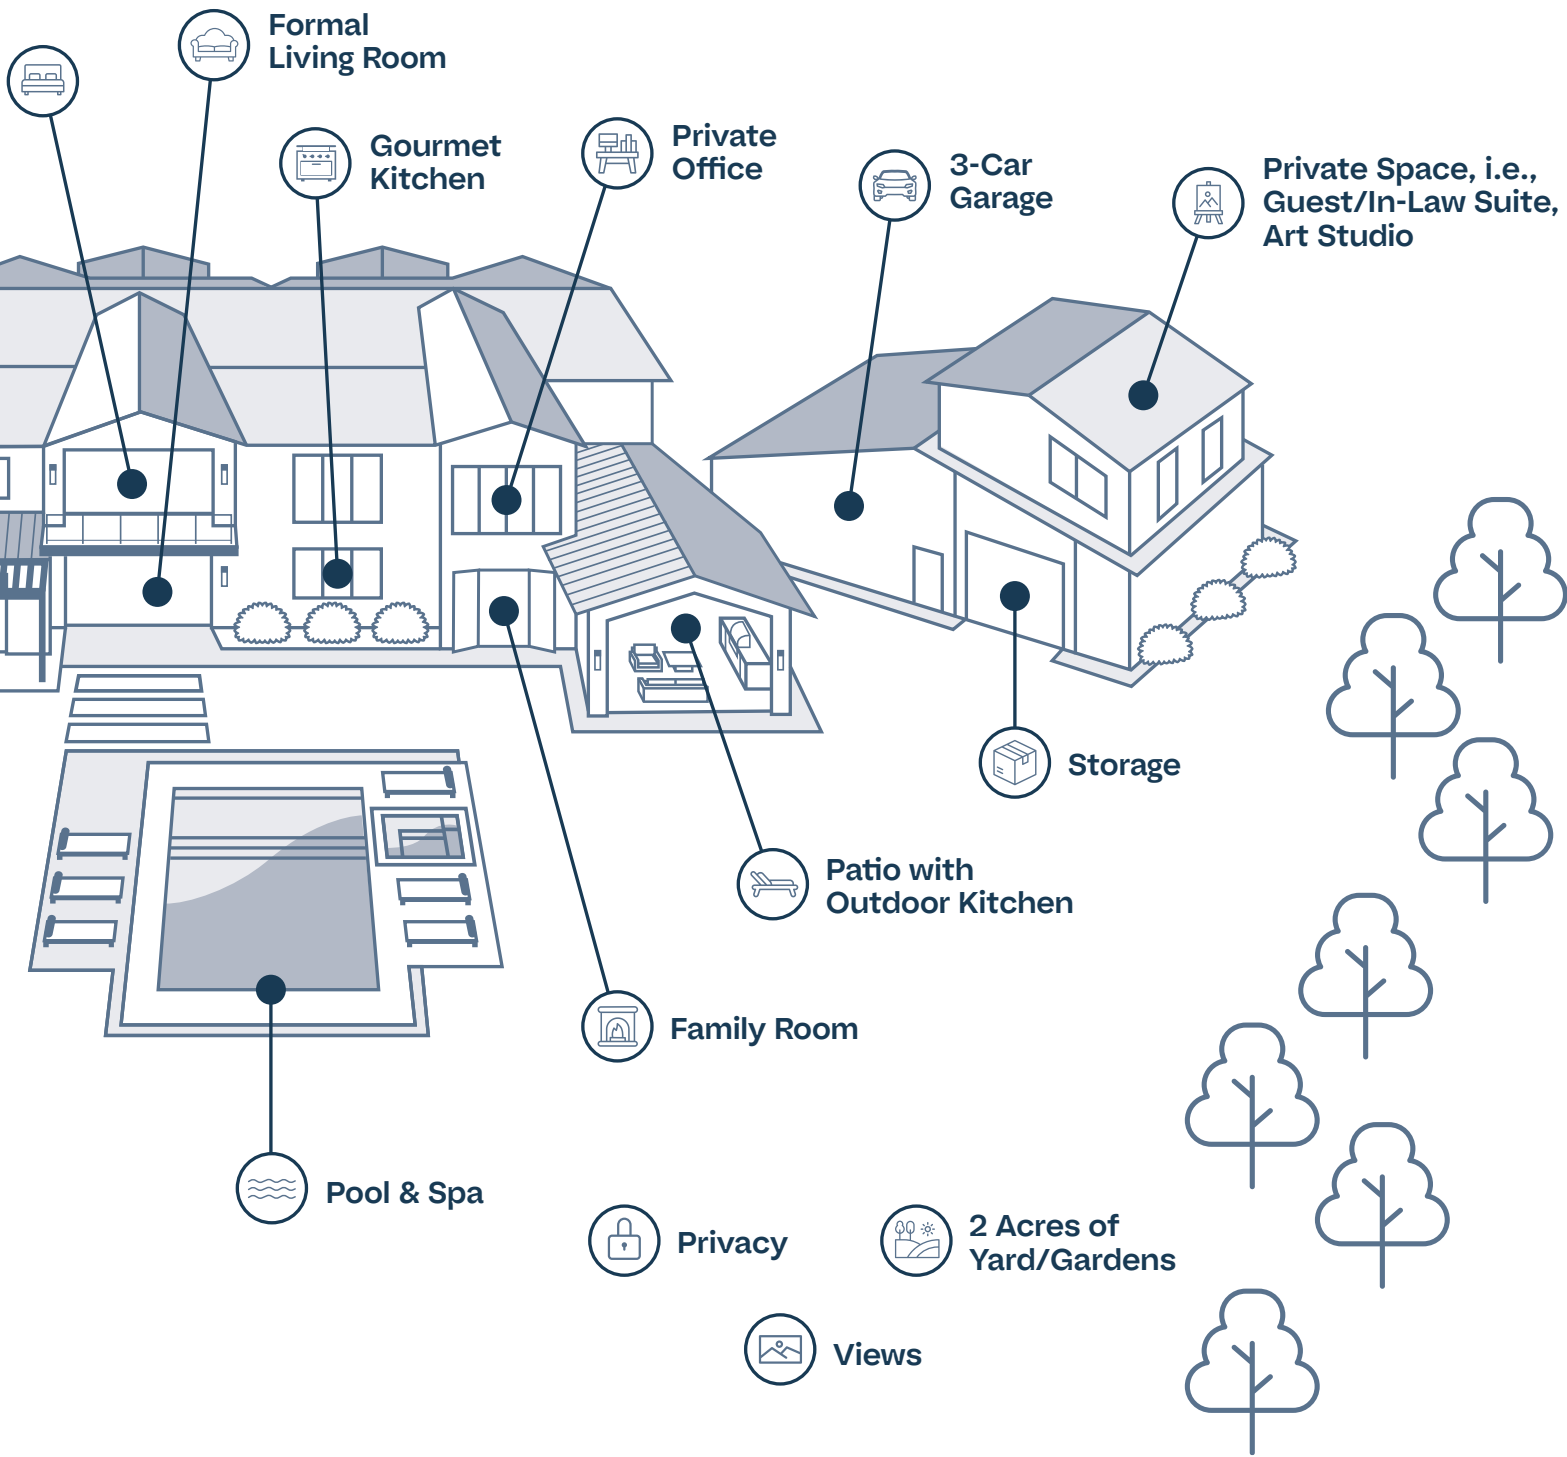 Formal
Living Room
Gourmet
Kitchen
Private
Office
3-Car
Garage
Private Space, i.e.,
Guest/In-Law Suite,
Art Studio
Storage
Patio with
Outdoor Kitchen
Family Room
Pool & Spa
Privacy
2 Acres of
Yard/Gardens
Views